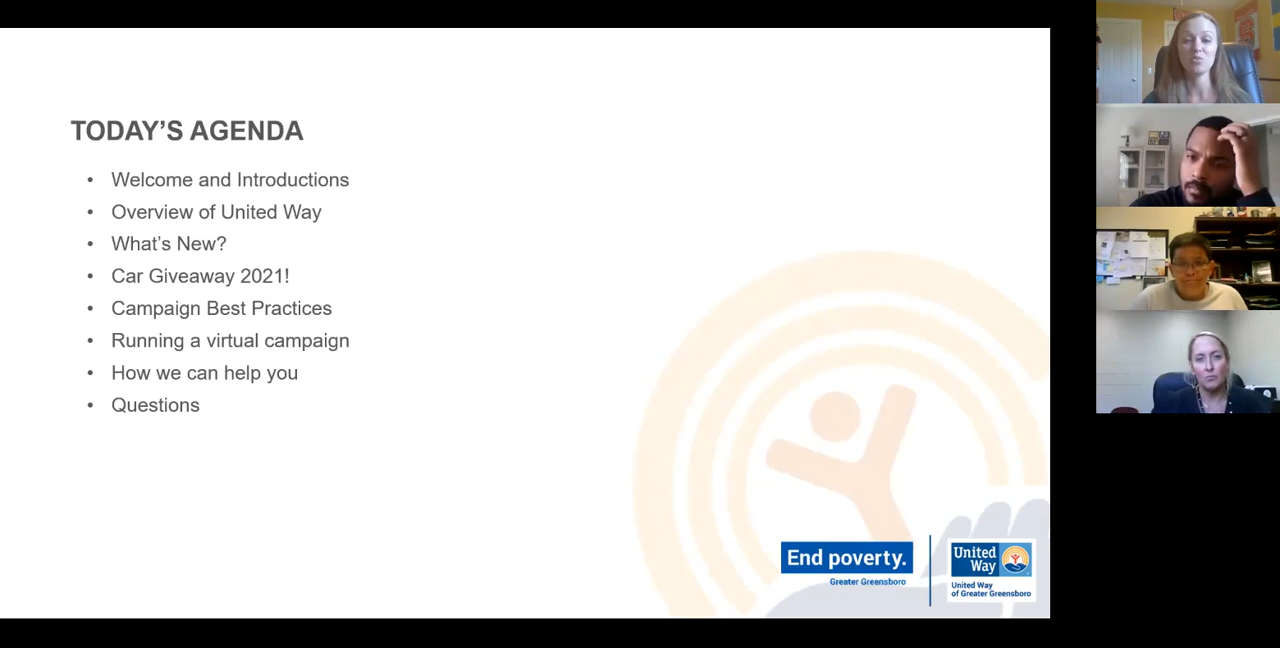 TODAY’S AGENDA
• Welcome and Introductions
• Overview of United Way
• What’s New?
• Car Giveaway 2021!
• Campaign Best Practices
• Running a virtual campaign
• How we can help you
• Questions
End poverty.
Greater Greensboro
United
Way
United Way
of Greater Greensboro